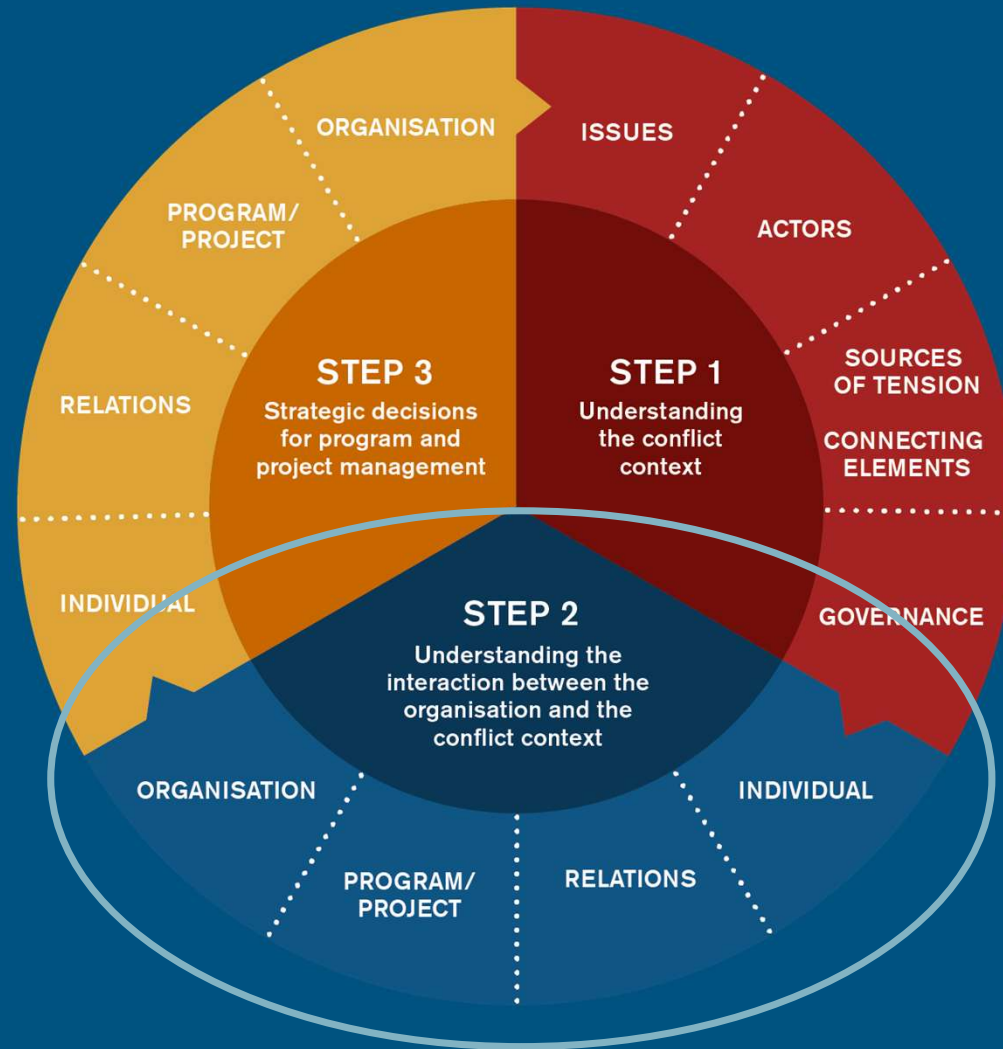 STEP 1
Understanding
the conflict
context
ISSUES
ACTORS
SOURCES
OF TENSION
CONNECTING
ELEMENTS
GOVERNANCE
STEP 2
Understanding the
interaction between the
organisation and the
conflict context
INDIVIDUAL
RELATIONS
PROGRAM/
PROJECT
ORGANISATION
STEP 3
Strategic decisions
for program and
project management
INDIVIDUAL
RELATIONS
PROGRAM/
PROJECT
ORGANISATION